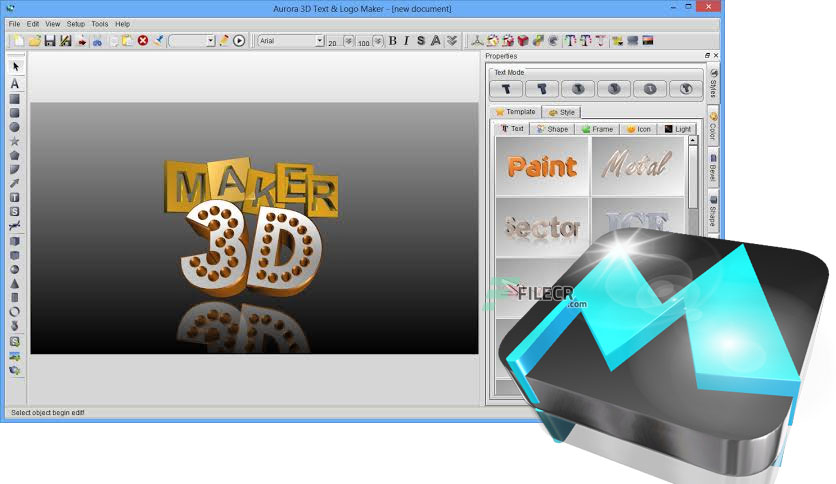 Aurora 3D Text & Logo Maker - [new document]
File Edit View Setup Tools Help
Arial 20 100 B I S A
Properties
Text Mode
Template Style
Text Shape Frame Icon Light
Styles
Color
Bevel
Shape
Paint Metal
Sector ICE
MAKER
3D
FILECR
.com
Select object begin edit!